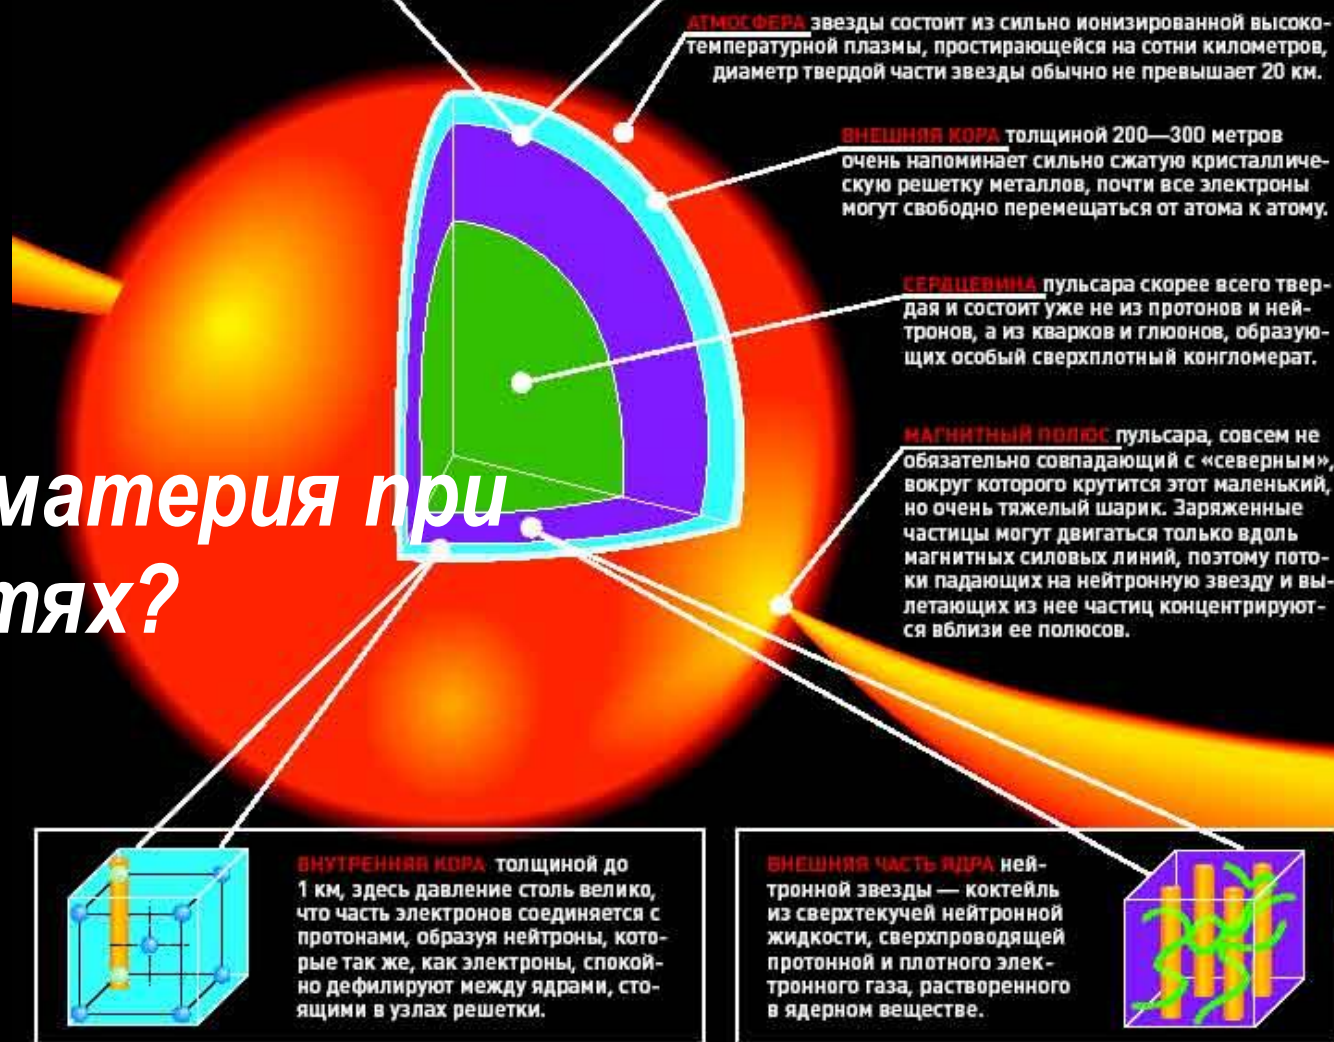 АТМОСФЕРА звезды состоит из сильно ионизированной высоко-
температурной плазмы, простирающейся на сотни километров,
диаметр твердой части звезды обычно не превышает 20 км.
ВНЕШНЯЯ КОРА толщиной 200—300 метров
очень напоминает сильно сжатую кристалличе-
скую решетку металлов, почти все электроны
могут свободно перемещаться от атома к атому.
СЕРДЦЕВИНА пульсара скорее всего твер-
дая и состоит уже не из протонов и ней-
тронов, а из кварков и глюонов, образую-
щих особый сверхплотный конгломерат.
МАГНИТНЫЙ ПОЛЮС пульсара, совсем не
обязательно совпадающий с «северным»,
вокруг которого крутится этот маленький,
но очень тяжелый шарик. Заряженные
частицы могут двигаться только вдоль
магнитных силовых линий, поэтому пото-
ки падающих на нейтронную звезду и вы-
летающих из нее частиц концентрируют-
ся вблизи ее полюсов.
материя при
тях?
ВНУТРЕННЯЯ КОРА толщиной до
1 км, здесь давление столь велико,
что часть электронов соединяется с
протонами, образуя нейтроны, кото-
рые так же, как электроны, спокой-
но дефилируют между ядрами, сто-
ящими в узлах решетки.
ВНЕШНЯЯ ЧАСТЬ ЯДРА ней-
тронной звезды — коктейль
из сверхтекучей нейтронной
жидкости, сверхпроводящей
протонной и плотного элек-
тронного газа, растворенного
в ядерном веществе.